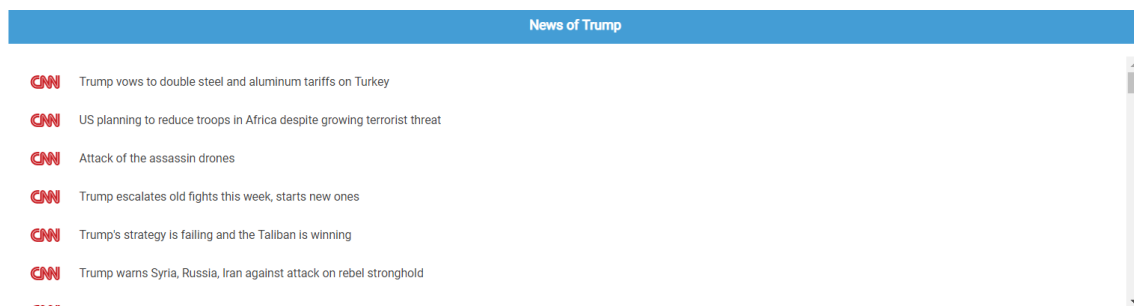 News of Trump
CNN Trump vows to double steel and aluminum tariffs on Turkey
CNN US planning to reduce troops in Africa despite growing terrorist threat
CNN Attack of the assassin drones
CNN Trump escalates old fights this week, starts new ones
CNN Trump's strategy is failing and the Taliban is winning
CNN Trump warns Syria, Russia, Iran against attack on rebel stronghold